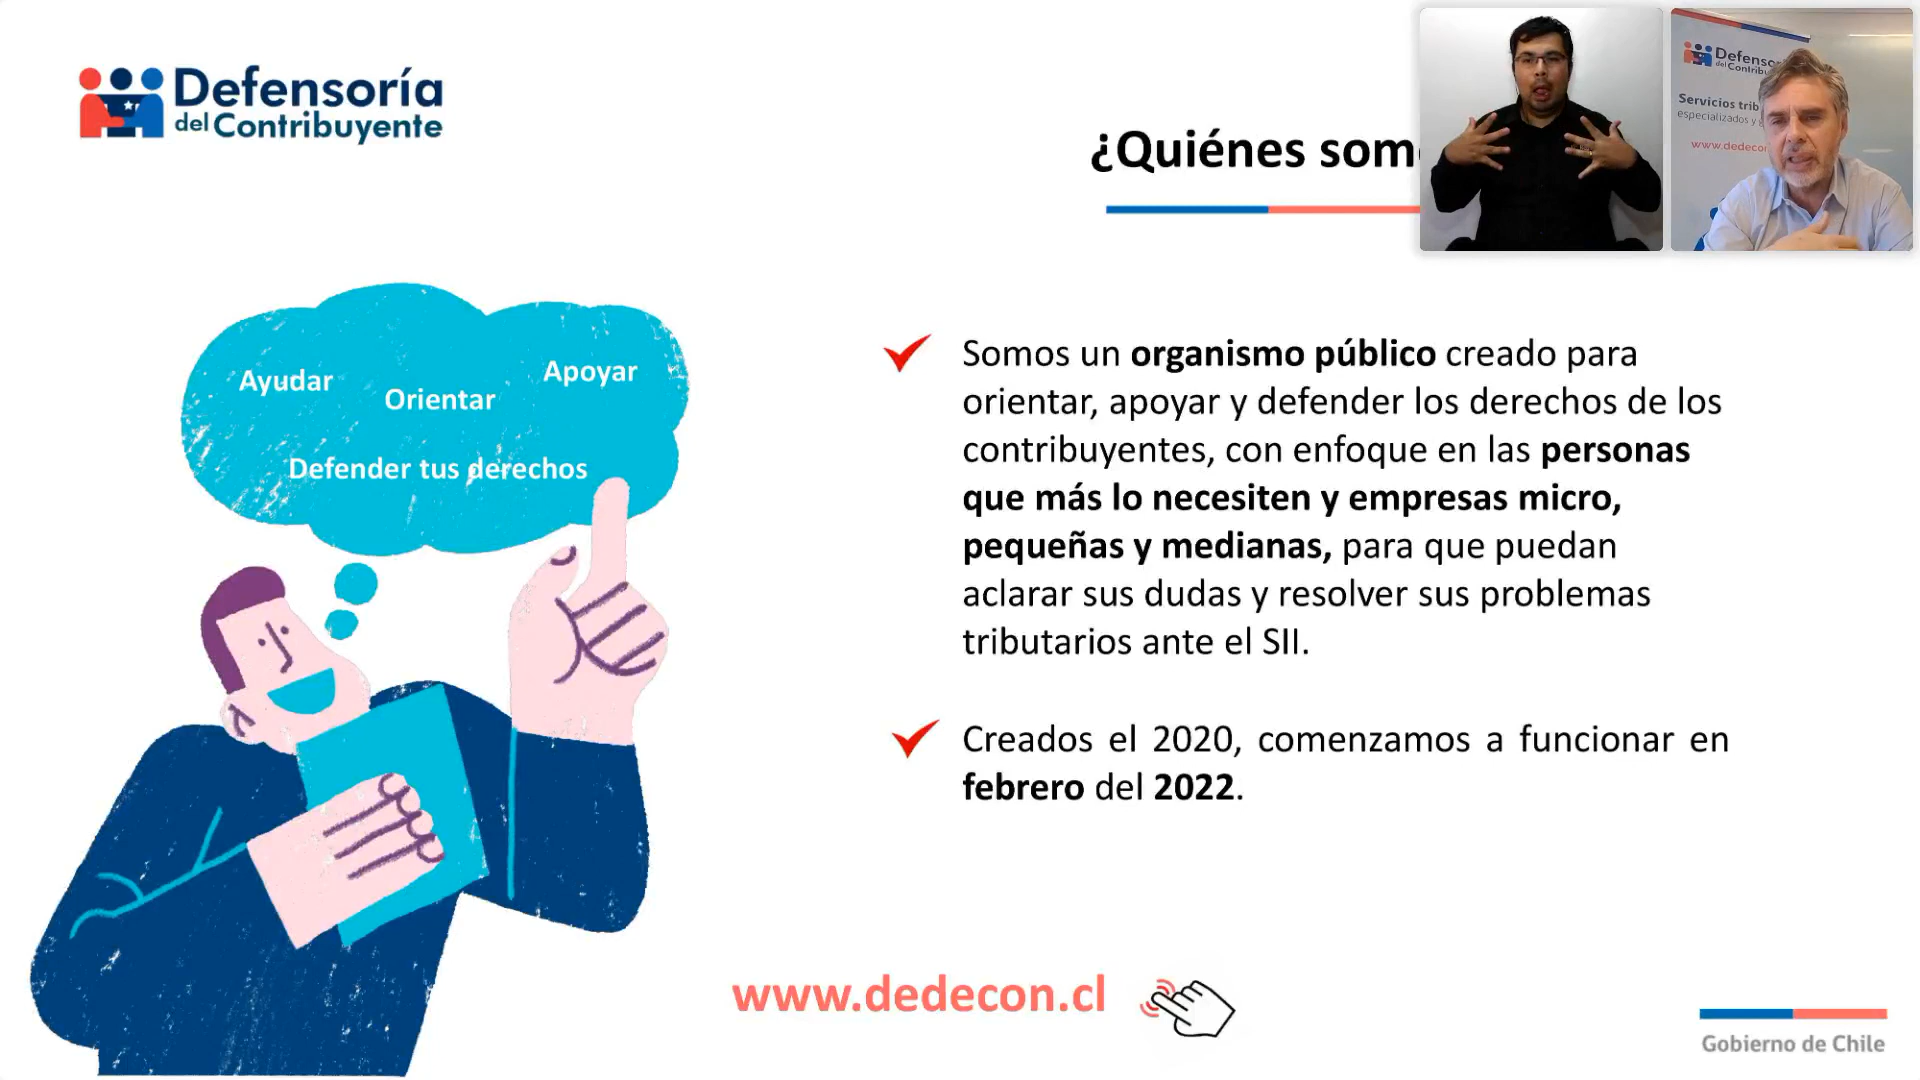 Defensoría
del Contribuyente
¿Quiénes som
Defenso
del Contribu
Servicios trib
especializados y g
www.dedeco
Ayudar
Orientar
Apoyar
Defender tus derechos
Somos un organismo público creado para
orientar, apoyar y defender los derechos de los
contribuyentes, con enfoque en las personas
que más lo necesiten y empresas micro,
pequeñas y medianas, para que puedan
aclarar sus dudas y resolver sus problemas
tributarios ante el SII.
Creados el 2020, comenzamos a funcionar en
febrero del 2022.
www.dedecon.cl
Gobierno de Chile